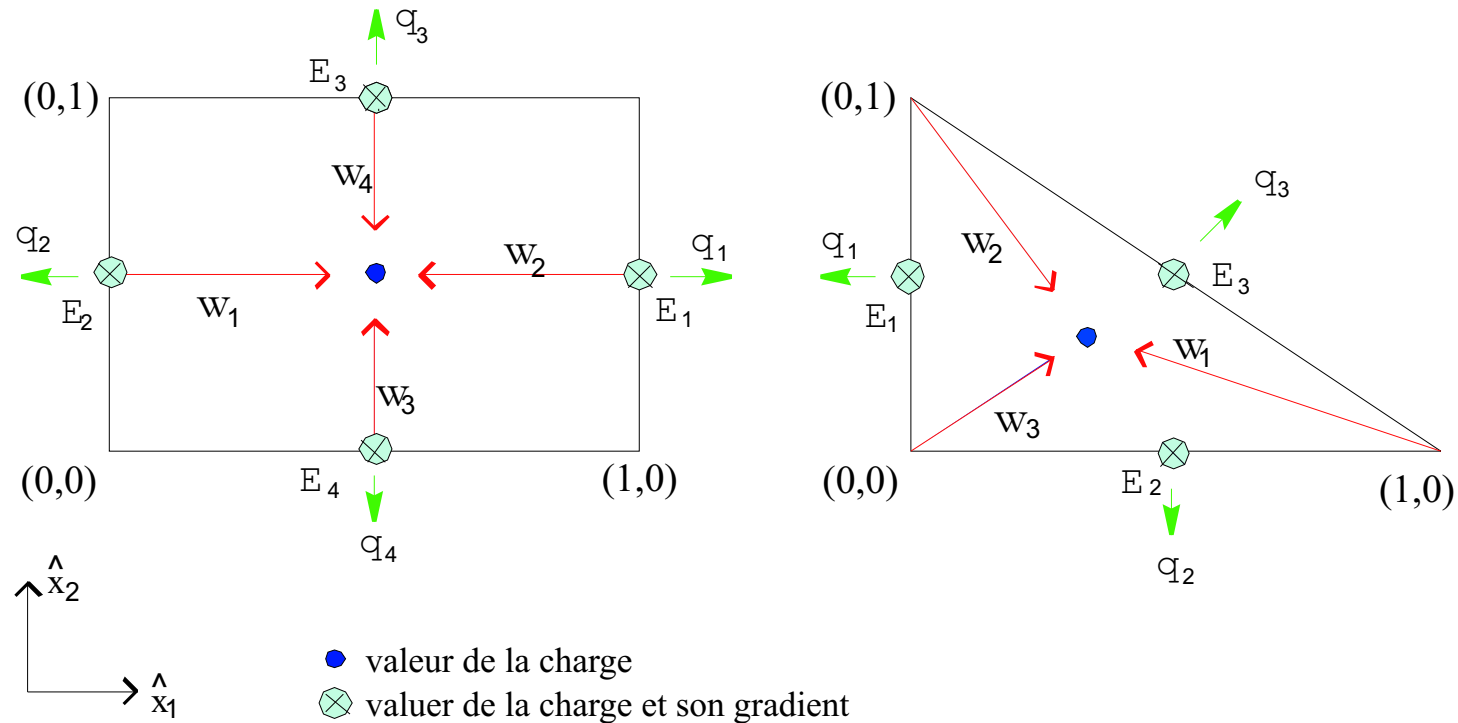 q3
E3
(0,1)
w4
q2
E2
w1
w2
q1
E1
w3
(0,0)
E4
(1,0)
q4
(0,1)
q3
w2
q1
E1
E3
w1
w3
(0,0)
E2
(1,0)
q2
x̂2
x̂1
valeur de la charge
valuer de la charge et son gradient